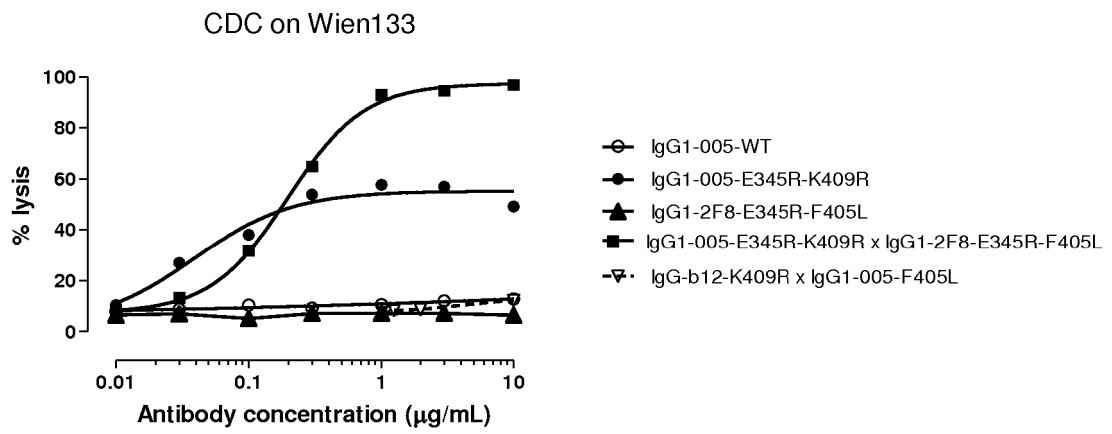 CDC on Wien133
% lysis
100
80
60
40
20
0
0.01 0.1 1 10
Antibody concentration (µg/mL)
IgG1-005-WT
IgG1-005-E345R-K409R
IgG1-2F8-E345R-F405L
IgG1-005-E345R-K409R x IgG1-2F8-E345R-F405L
IgG-b12-K409R x IgG1-005-F405L